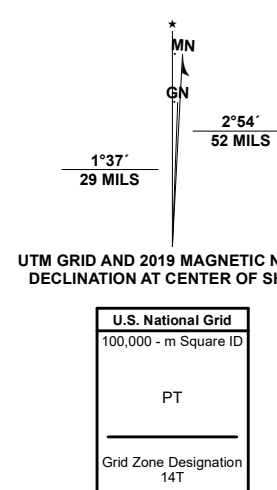 ★
MN
GN
2°54´
52 MILS
1°37´
29 MILS
UTM GRID AND 2019 MAGNETIC
DECLINATION AT CENTER OF
U.S. National Grid
100,000 - m Square ID
PT
Grid Zone Designation
14T